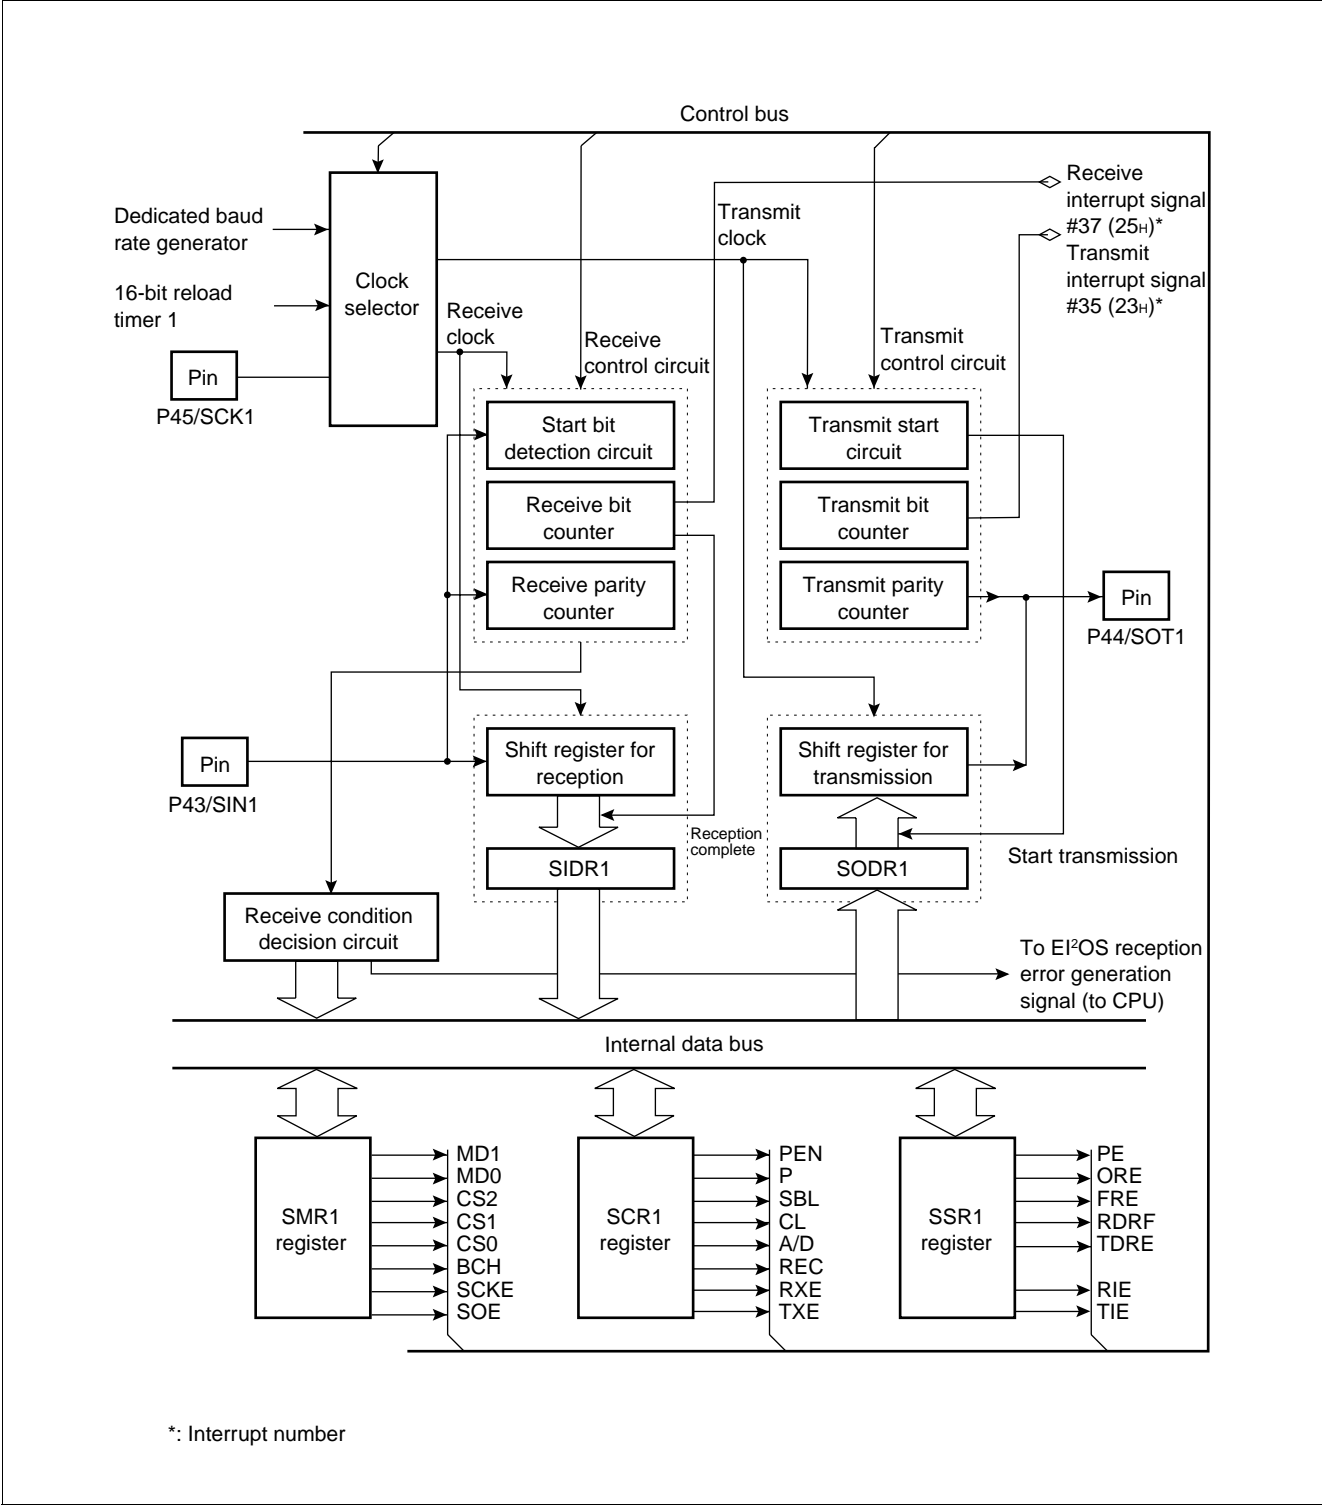 Control bus
Dedicated baud
rate generator
16-bit reload
timer 1
Pin
P45/SCK1
Clock
selector
Receive
clock
Transmit
clock
Receive
interrupt signal
#37 (25H)*
Transmit
interrupt signal
#35 (23H)*
Receive
control circuit
Transmit
control circuit
Start bit
detection circuit
Receive bit
counter
Receive parity
counter
Transmit start
circuit
Transmit bit
counter
Transmit parity
counter
Pin
P44/SOT1
Pin
P43/SIN1
Shift register for
reception
Shift register for
transmission
Reception
complete
SIDR1
SODR1
Start transmission
Receive condition
decision circuit
To EI²OS reception
error generation
signal (to CPU)
Internal data bus
SMR1
register
MD1
MD0
CS2
CS1
CS0
BCH
SCKE
SOE
SCR1
register
PEN
P
SBL
CL
A/D
REC
RXE
TXE
SSR1
register
PE
ORE
FRE
RDRF
TDRE
RIE
TIE
*: Interrupt number